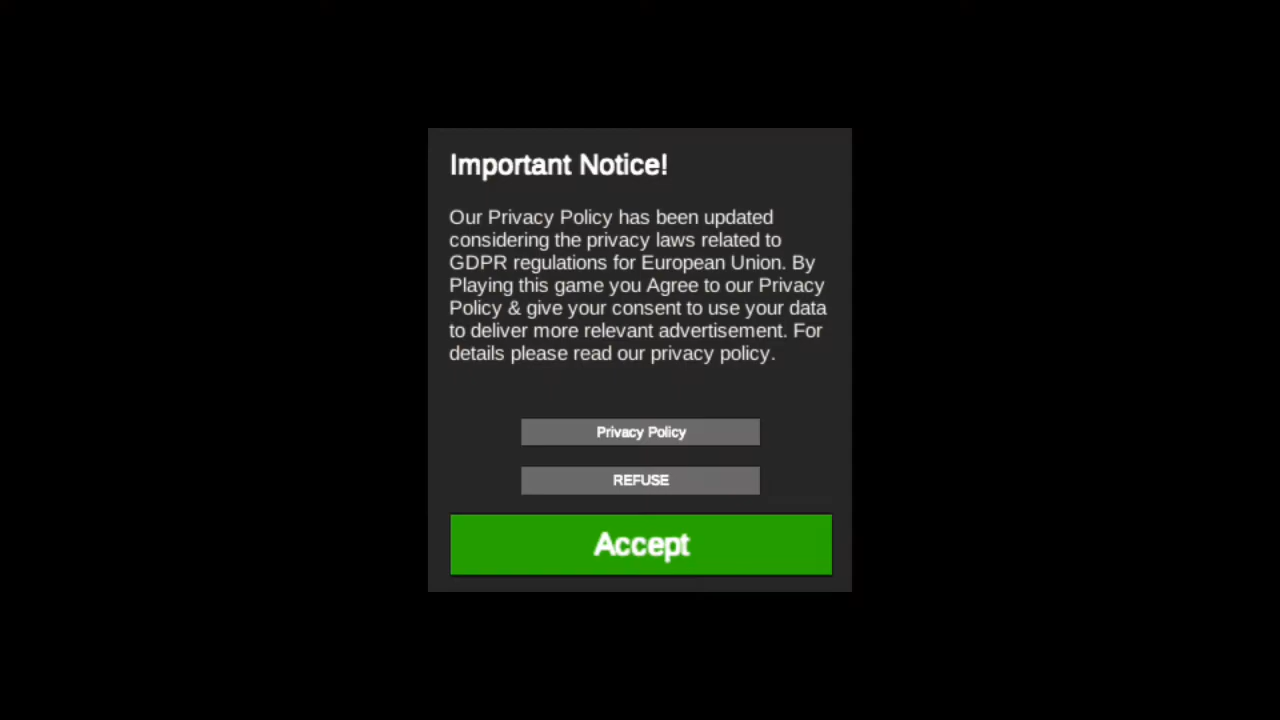 Important Notice!
Our Privacy Policy has been updated
considering the privacy laws related to
GDPR regulations for European Union. By
Playing this game you Agree to our Privacy
Policy & give your consent to use your data
to deliver more relevant advertisement. For
details please read our privacy policy.
Privacy Policy
REFUSE
Accept